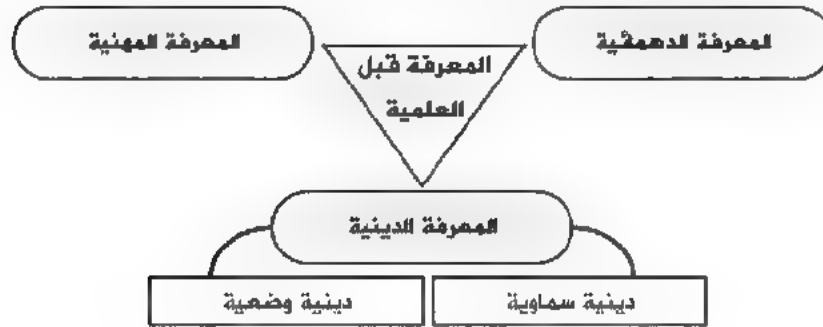 المعرفة الدهمائية
المعرفة المهنية
المعرفة قبل
العلمية
المعرفة الدينية
دينية سماوية
دينية وضعية